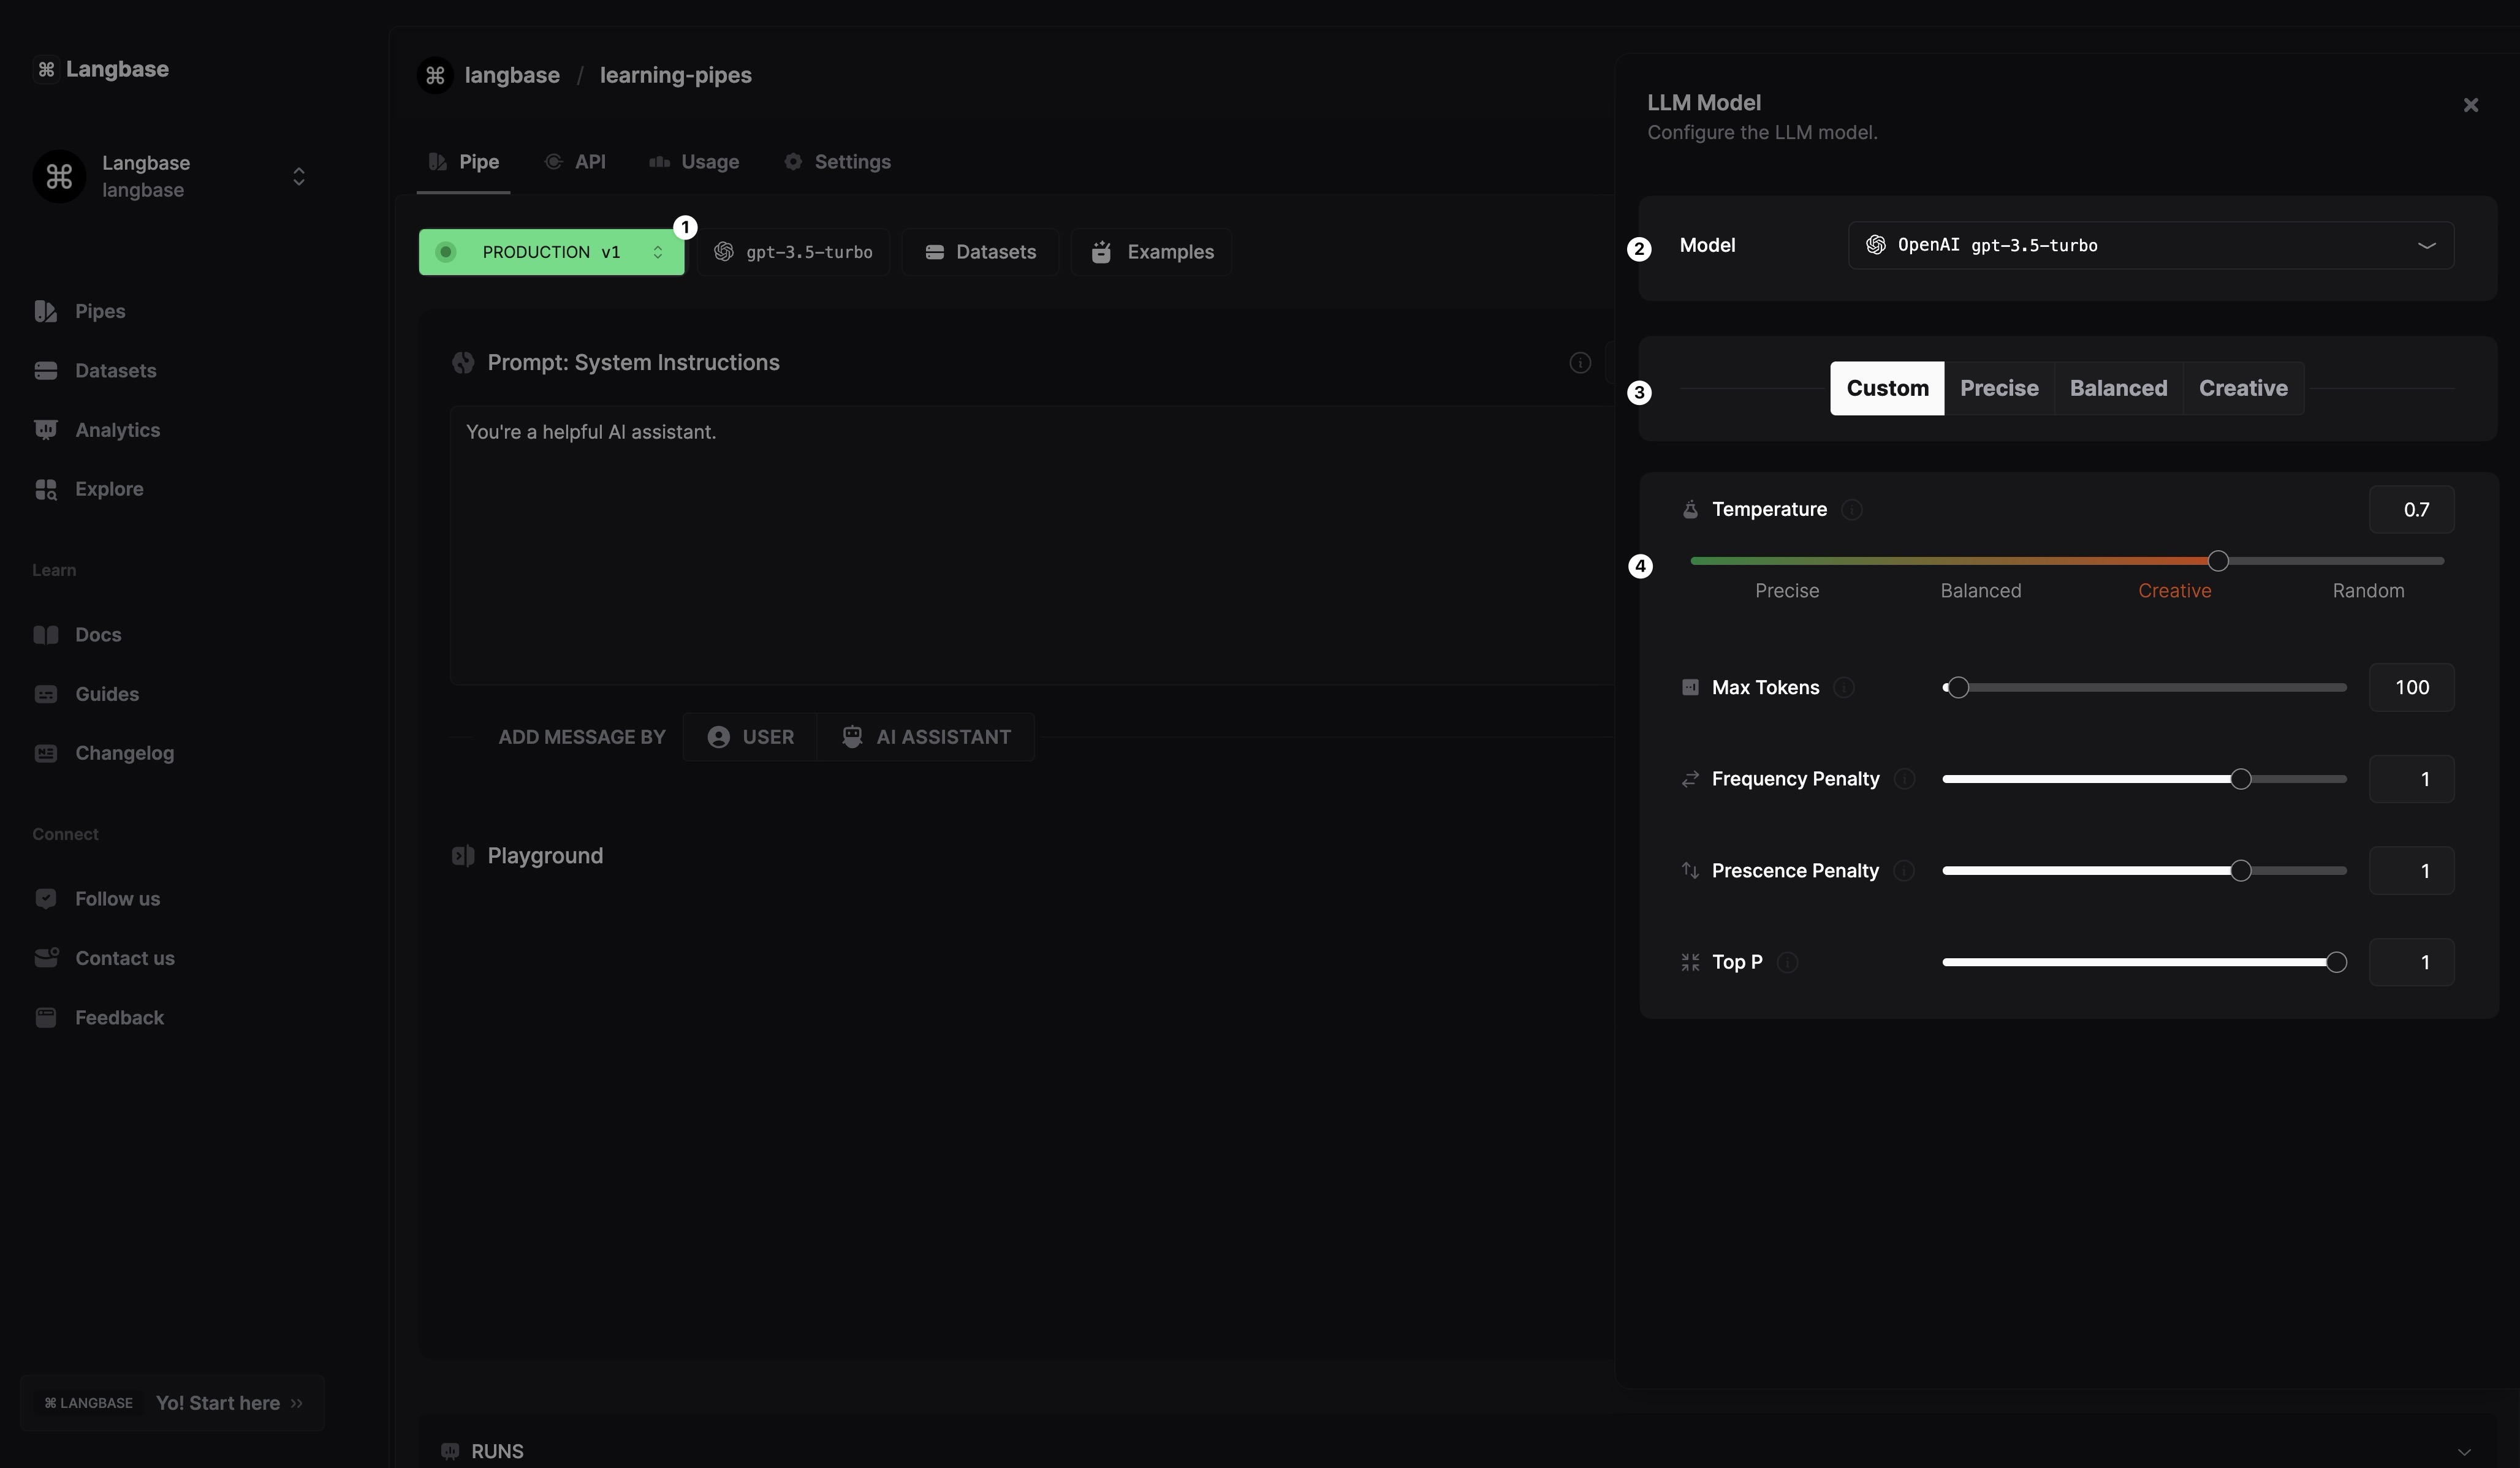 Langbase
Langbase
langbase
Pipes
Datasets
Analytics
Explore
Learn
Docs
Guides
Changelog
Connect
Follow us
Contact us
Feedback
LANGBASE Yo! Start here
langbase / learning-pipes
Pipe API Usage Settings
PRODUCTION v1 1 gpt-3.5-turbo Datasets Examples
Prompt: System Instructions
You're a helpful AI assistant.
ADD MESSAGE BY USER AI ASSISTANT
Playground
RUNS
LLM Model
Configure the LLM model.
2 Model OpenAI gpt-3.5-turbo
3 Custom Precise Balanced Creative
Temperature 0.7
4
Precise Balanced Creative Random
Max Tokens 100
Frequency Penalty 1
Prescence Penalty 1
Top P 1